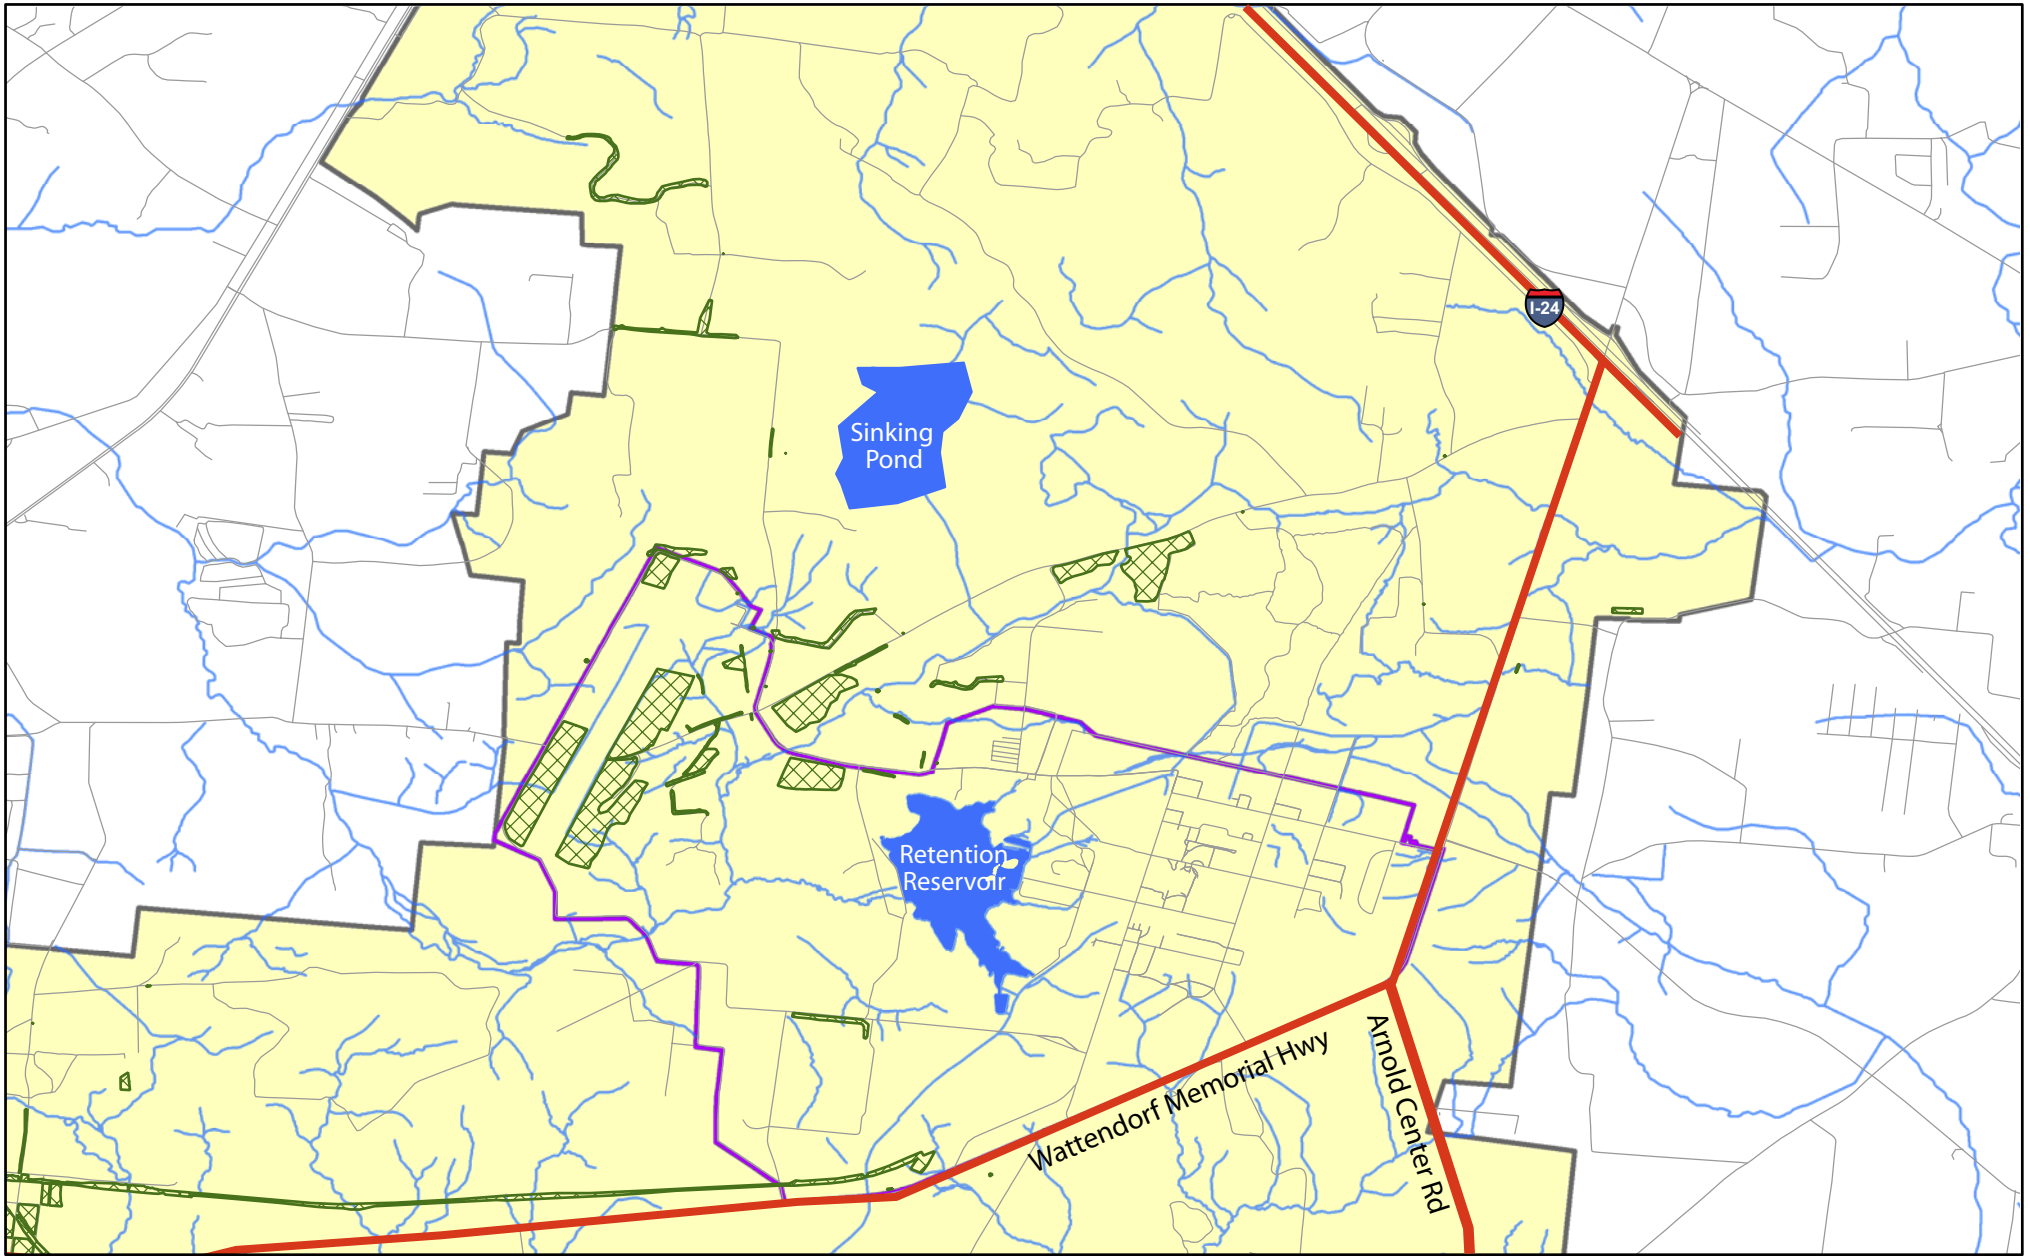 I-24
Sinking
Pond
Retention
Reservoir
Wattendorf Memorial Hwy
Arnold Center Rd